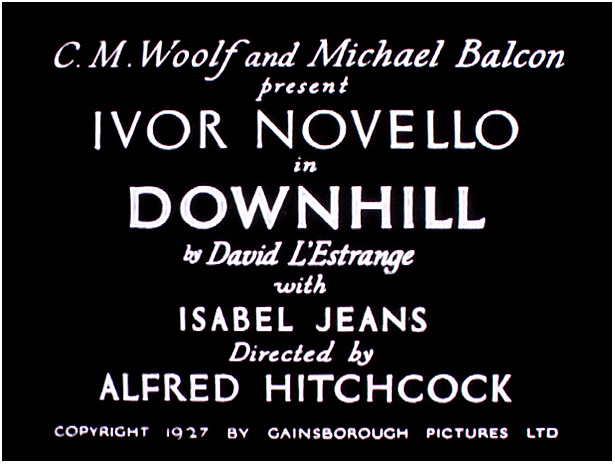 C. M. Woolf and Michael Balcon
present
IVOR NOVELLO
in
DOWNHILL
by David L'Estrange
with
ISABEL JEANS
Directed by
ALFRED HITCHCOCK
COPYRIGHT 1927 BY GAINSBOROUGH PICTURES LTD